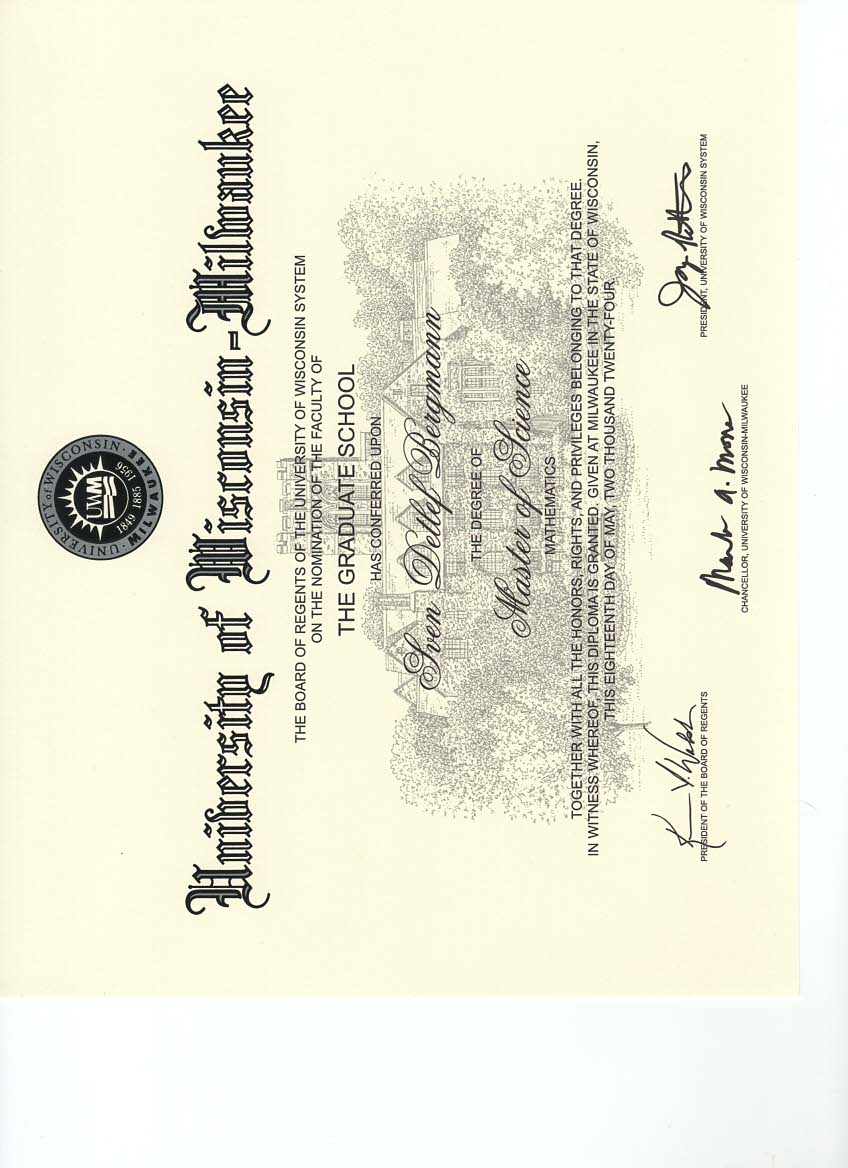 UNIVERSITY of WISCONSIN
MILWAUKEE
UWM
1849 1885 1956
University of Wisconsin-Milwaukee
THE BOARD OF REGENTS OF THE UNIVERSITY OF WISCONSIN SYSTEM
ON THE NOMINATION OF THE FACULTY OF
THE GRADUATE SCHOOL
HAS CONFERRED UPON
Sven Detlef Bergmann
THE DEGREE OF
Master of Science
MATHEMATICS
TOGETHER WITH ALL THE HONORS, RIGHTS, AND PRIVILEGES BELONGING TO THAT DEGREE.
IN WITNESS WHEREOF, THIS DIPLOMA IS GRANTED. GIVEN AT MILWAUKEE IN THE STATE OF WISCONSIN,
THIS EIGHTEENTH DAY OF MAY, TWO THOUSAND TWENTY-FOUR.
PRESIDENT OF THE BOARD OF REGENTS
Mark A. Mone
CHANCELLOR, UNIVERSITY OF WISCONSIN-MILWAUKEE
PRESIDENT, UNIVERSITY OF WISCONSIN SYSTEM